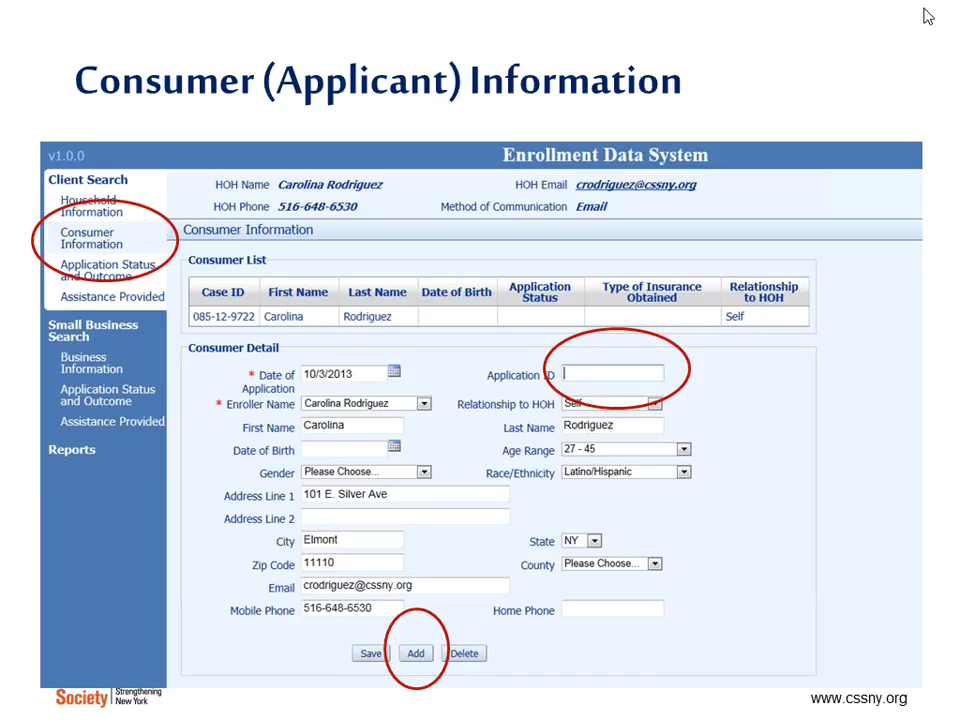 Consumer (Applicant) Information
v1.0.0
Enrollment Data System
Client Search
Household
Information
Consumer
Information
Application Status
and Outcome
Assistance Provided
Small Business
Search
Business
Information
Application Status
and Outcome
Assistance Provided
Reports
HOH Name Carolina Rodriguez HOH Email crodriguez@cssny.org
HOH Phone 516-648-6530 Method of Communication Email
Consumer Information
Consumer List
Case ID First Name Last Name Date of Birth Application Status Type of Insurance Obtained Relationship to HOH
085-12-9722 Carolina Rodriguez Self
Consumer Detail
* Date of Application 10/3/2013 Application ID
* Enroller Name Carolina Rodriguez Relationship to HOH Self
First Name Carolina Last Name Rodriguez
Date of Birth Age Range 27 - 45
Gender Please Choose... Race/Ethnicity Latino/Hispanic
Address Line 1 101 E. Silver Ave
Address Line 2
City Elmont State NY
Zip Code 11110 County Please Choose...
Email crodriguez@cssny.org
Mobile Phone 516-648-6530 Home Phone
Save Add Delete
Society Strengthening
New York
www.cssny.org